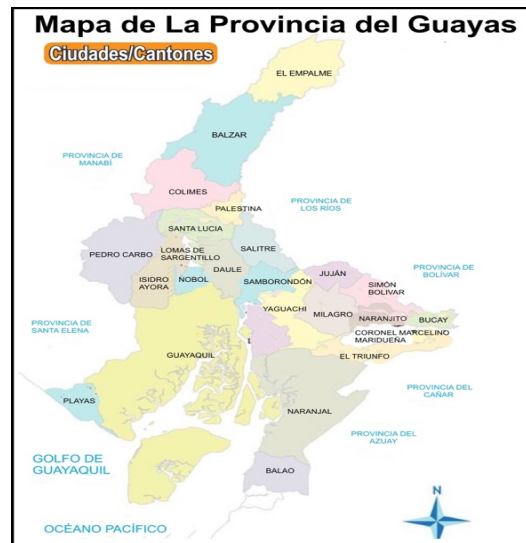 Mapa de La Provincia del Guayas
Ciudades/Cantones
EL EMPALME
BALZAR
PROVINCIA DE
MANABÍ
COLIMES
PALESTINA
PROVINCIA DE
LOS RÍOS
SANTA LUCIA
PEDRO CARBO
LOMAS DE
SARGENTILLO
SALITRE
DAULE
ISIDRO
AYORA
NOBOL
SAMBORONDÓN
JUJÁN
PROVINCIA DE
BOLÍVAR
SIMÓN
BOLIVAR
YAGUACHI
MILAGRO
NARANJITO
BUCAY
PROVINCIA DE
SANTA ELENA
CORONEL MARCELINO
MARIDUEÑA
GUAYAQUIL
EL TRIUNFO
PLAYAS
PROVINCIA DEL
CAÑAR
NARANJAL
PROVINCIA DEL
AZUAY
GOLFO DE
GUAYAQUIL
BALAO
N
OCÉANO PACÍFICO